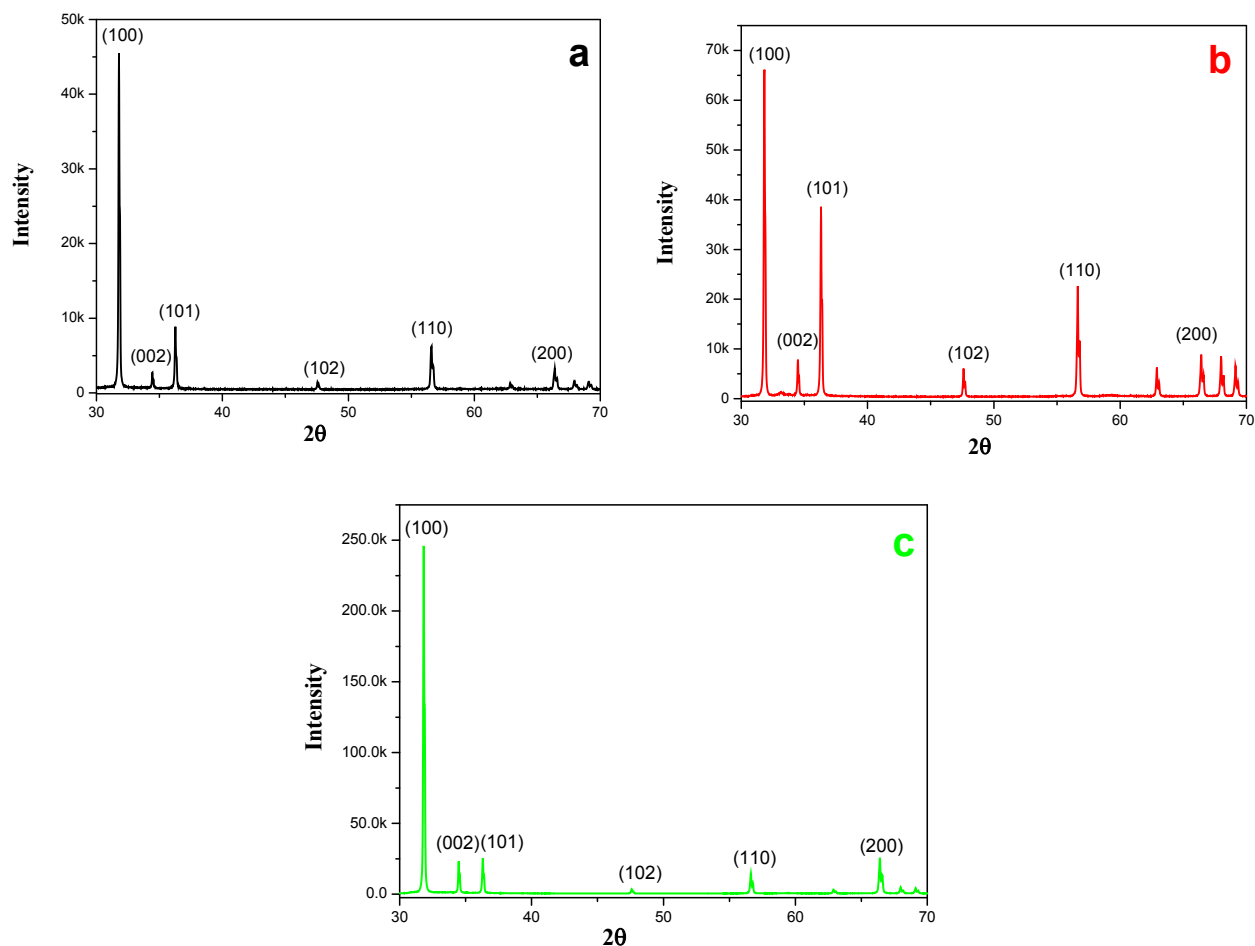 50k
(100)
a
40k
30k
Intensity
20k
10k
(101)
(110)
(002)
(200)
(102)
0
30 40 50 60 70
2θ
70k
(100)
b
60k
50k
Intensity
40k
(101)
30k
(110)
20k
10k
(002)
(102)
(200)
0
30 40 50 60 70
2θ
(100)
250.0k
c
200.0k
Intensity
150.0k
100.0k
50.0k
(002) (101)
(102)
(110)
(200)
0.0
30 40 50 60 70
2θ